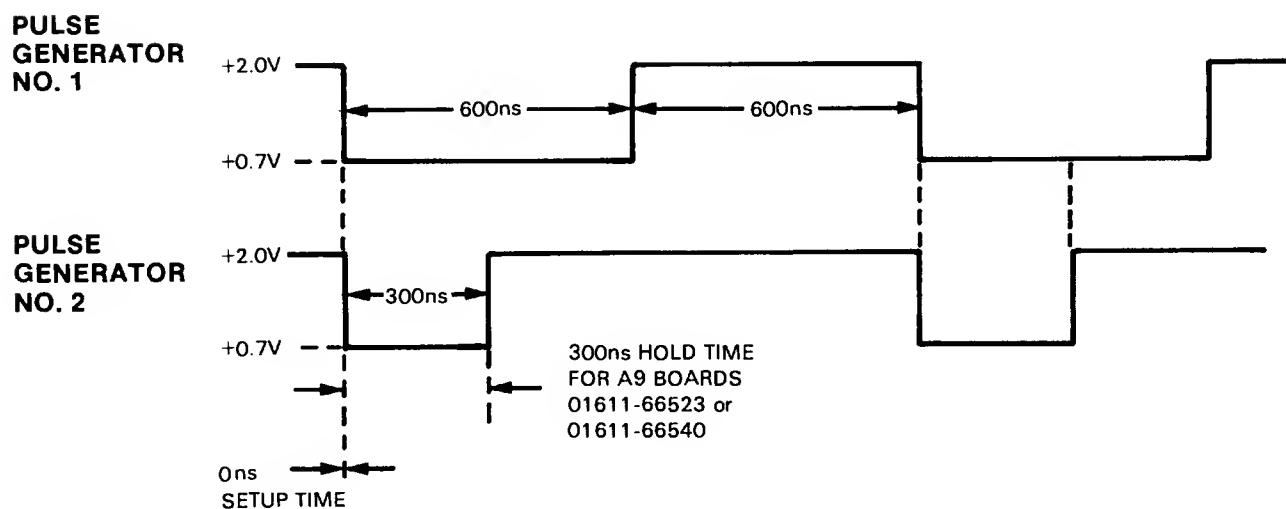 PULSE
GENERATOR
NO. 1
+2.0V
600ns
600ns
+0.7V
PULSE
GENERATOR
NO. 2
+2.0V
300ns
+0.7V
300ns HOLD TIME
FOR A9 BOARDS
01611-66523 or
01611-66540
0ns
SETUP TIME